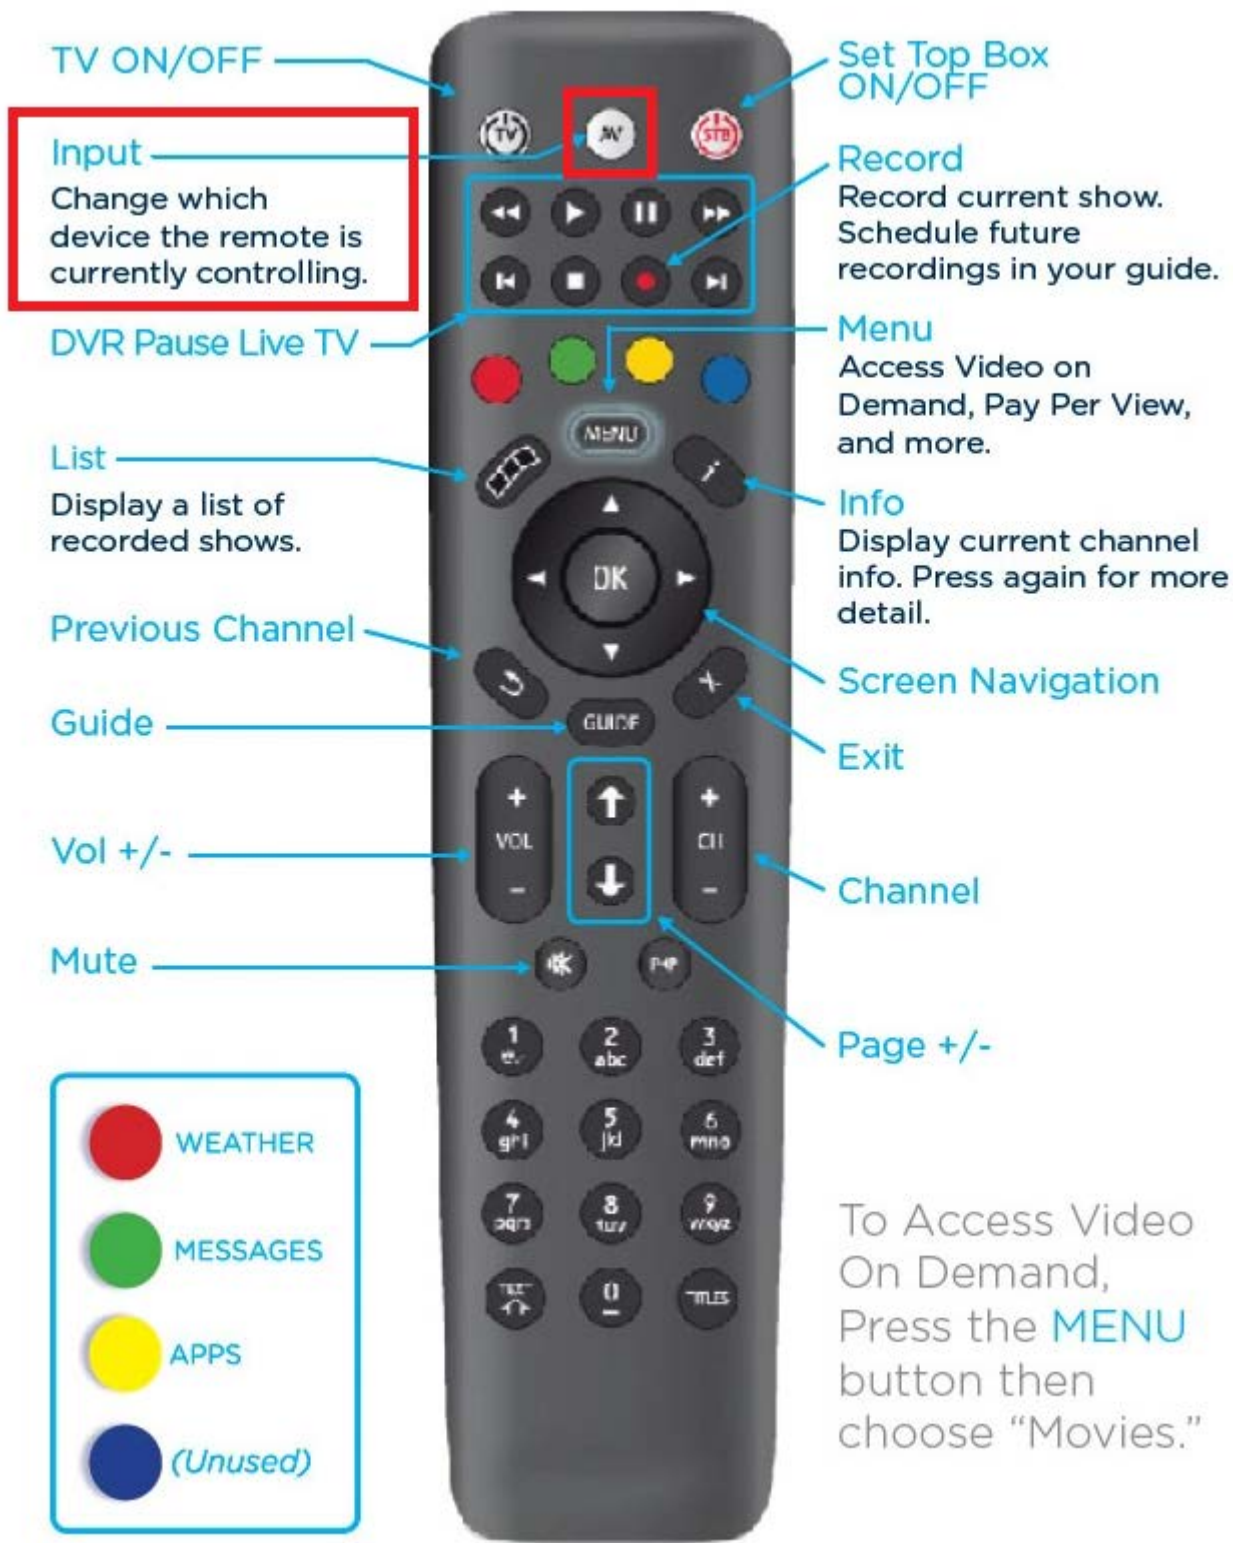 TV ON/OFF
Input
Change which
device the remote is
currently controlling.
DVR Pause Live TV
List
Display a list of
recorded shows.
Previous Channel
Guide
Vol +/-
Mute
WEATHER
MESSAGES
APPS
(Unused)
TV
AV
STB
MENU
i
OK
GUIDE
+
VOL
-
+
CH
-
1
2
abc
3
def
4
ghi
5
jkl
6
mno
7
pqrs
8
tuv
9
wxyz
0
Set Top Box
ON/OFF
Record
Record current show.
Schedule future
recordings in your guide.
Menu
Access Video on
Demand, Pay Per View,
and more.
Info
Display current channel
info. Press again for more
detail.
Screen Navigation
Exit
Channel
Page +/-
To Access Video
On Demand,
Press the MENU
button then
choose “Movies.”